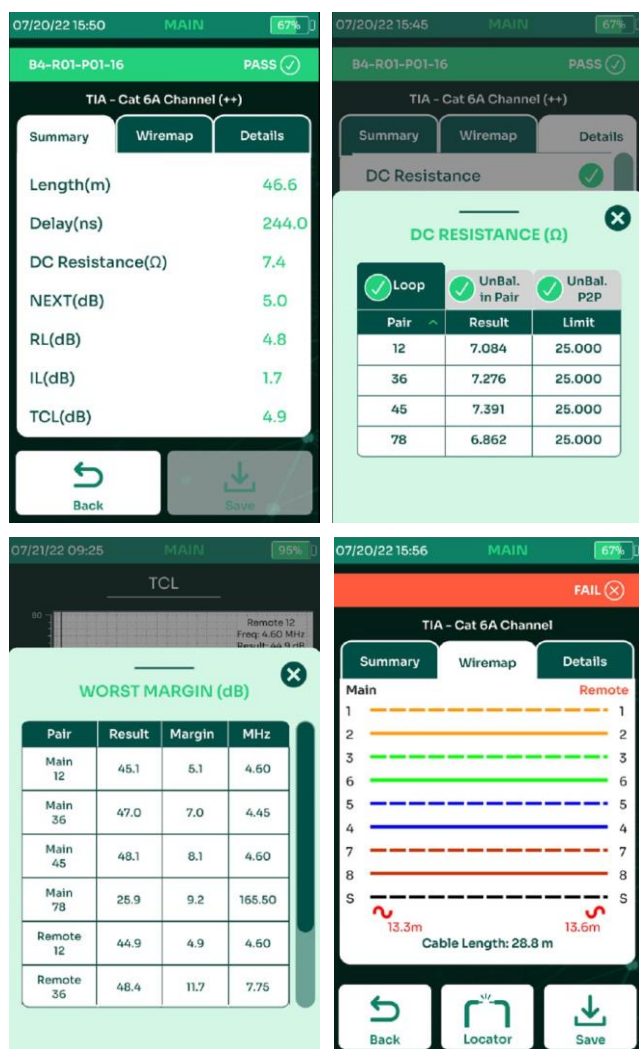 07/20/22 15:50 MAIN 67%
B4-R01-P01-16 PASS
TIA - Cat 6A Channel (++)
Summary Wiremap Details
Length(m) 46.6
Delay(ns) 244.0
DC Resistance(Ω) 7.4
NEXT(dB) 5.0
RL(dB) 4.8
IL(dB) 1.7
TCL(dB) 4.9
Back Save
07/20/22 15:45 MAIN 67%
B4-R01-P01-16 PASS
TIA - Cat 6A Channel (++)
Summary Wiremap Details
DC Resistance
DC RESISTANCE (Ω)
Loop UnBal. in Pair UnBal. P2P
Pair Result Limit
12 7.084 25.000
36 7.276 25.000
45 7.391 25.000
78 6.862 25.000
07/21/22 09:25 MAIN 95%
TCL
80
Remote 12
Freq: 4.60 MHz
Result: 44.9 dB
WORST MARGIN (dB)
Pair Result Margin MHz
Main 12 45.1 5.1 4.60
Main 36 47.0 7.0 4.45
Main 45 48.1 8.1 4.60
Main 78 25.9 9.2 165.50
Remote 12 44.9 4.9 4.60
Remote 36 48.4 11.7 7.75
07/20/22 15:56 MAIN 67%
FAIL
TIA - Cat 6A Channel
Summary Wiremap Details
Main Remote
1 1
2 2
3 3
6 6
5 5
4 4
7 7
8 8
S S
13.3m 13.6m
Cable Length: 28.8 m
Back Locator Save